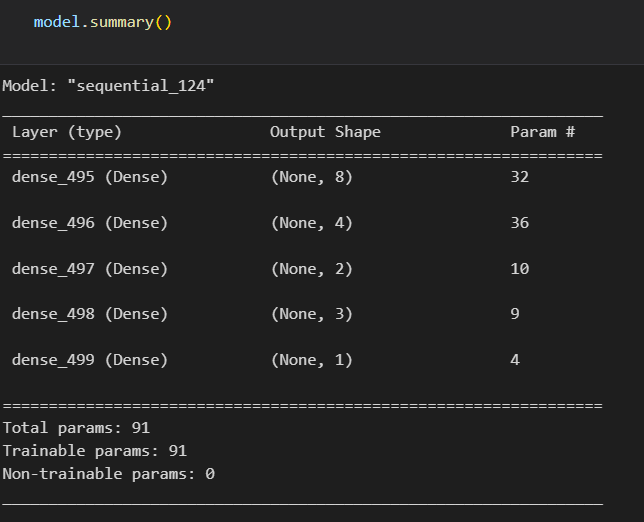 model.summary()
Model: "sequential_124"
_________________________________________________________________
Layer (type)                Output Shape              Param #
=================================================================
dense_495 (Dense)           (None, 8)                 32
dense_496 (Dense)           (None, 4)                 36
dense_497 (Dense)           (None, 2)                 10
dense_498 (Dense)           (None, 3)                 9
dense_499 (Dense)           (None, 1)                 4
=================================================================
Total params: 91
Trainable params: 91
Non-trainable params: 0
_________________________________________________________________